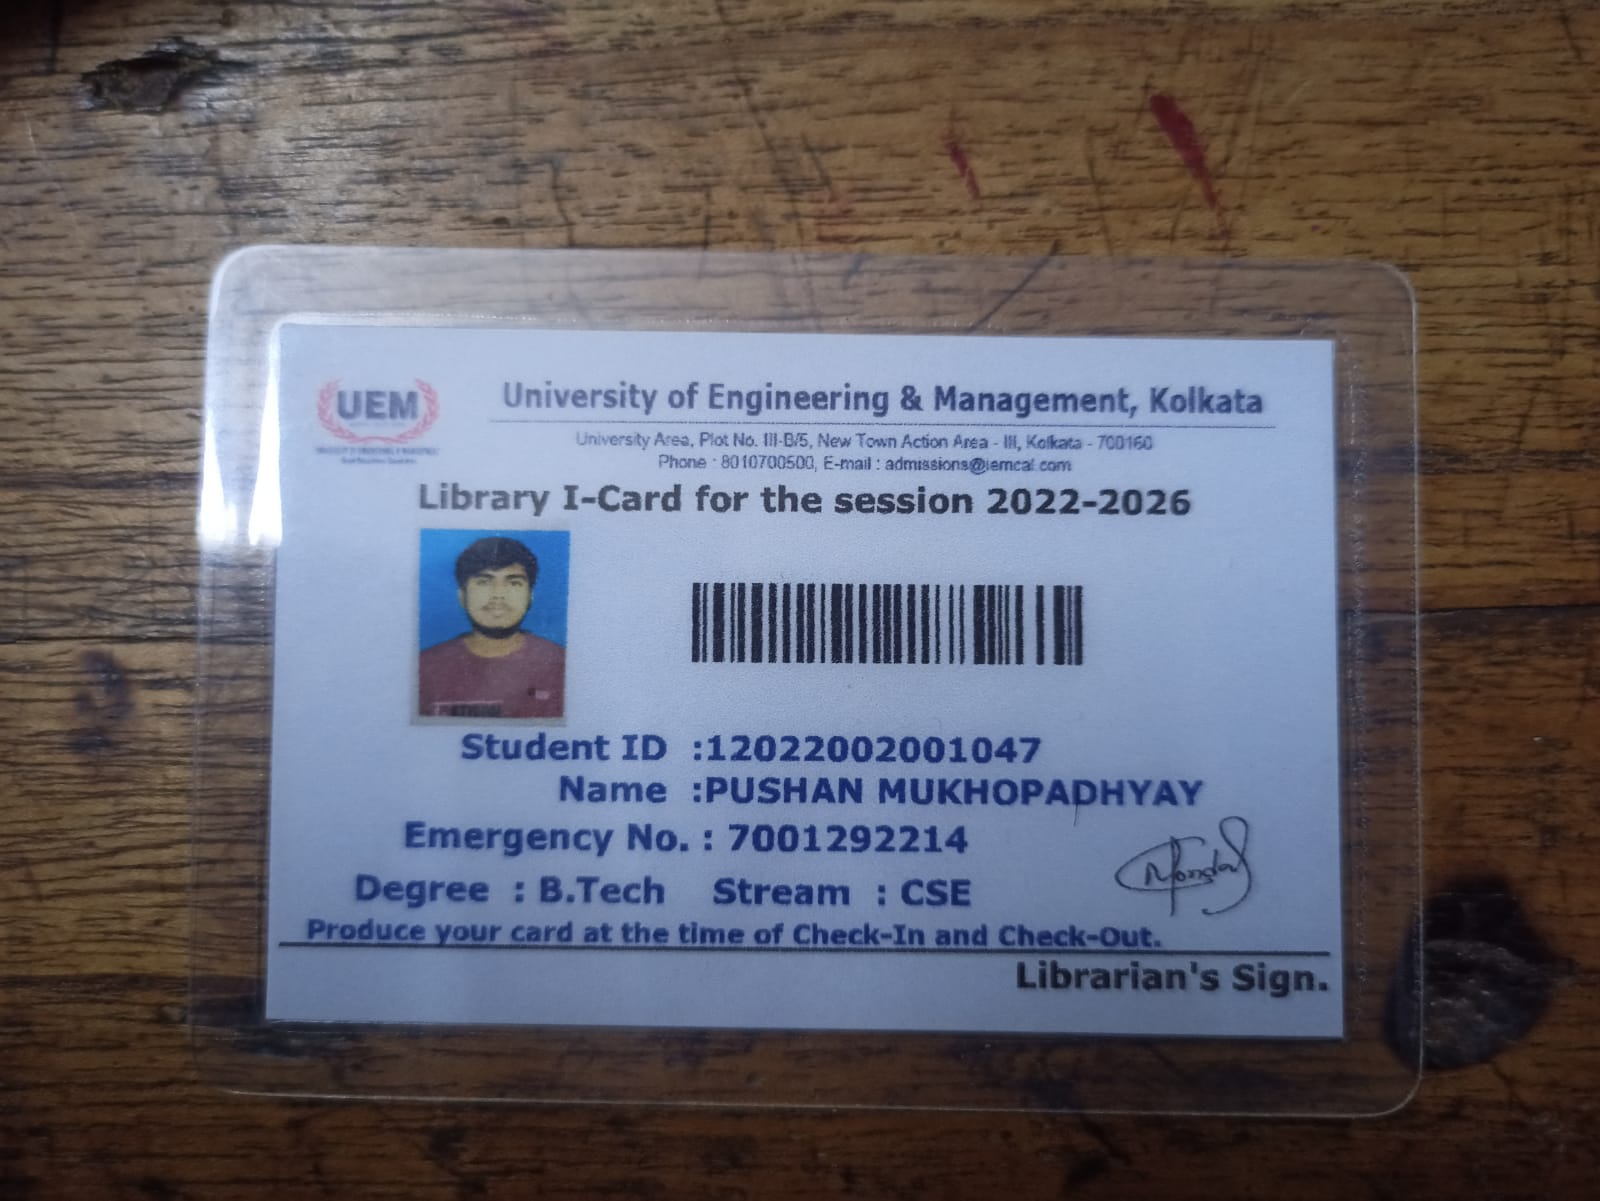 UEM
University of Engineering & Management, Kolkata
University Area, Plot No. III-B/5, New Town Action Area - III, Kolkata - 700160
Phone : 8010700500, E-mail : admissions@iemcal.com
Library I-Card for the session 2022-2026
Student ID :12022002001047
Name :PUSHAN MUKHOPADHYAY
Emergency No. : 7001292214
Degree : B.Tech Stream : CSE
Mondal
Produce your card at the time of Check-In and Check-Out.
Librarian's Sign.